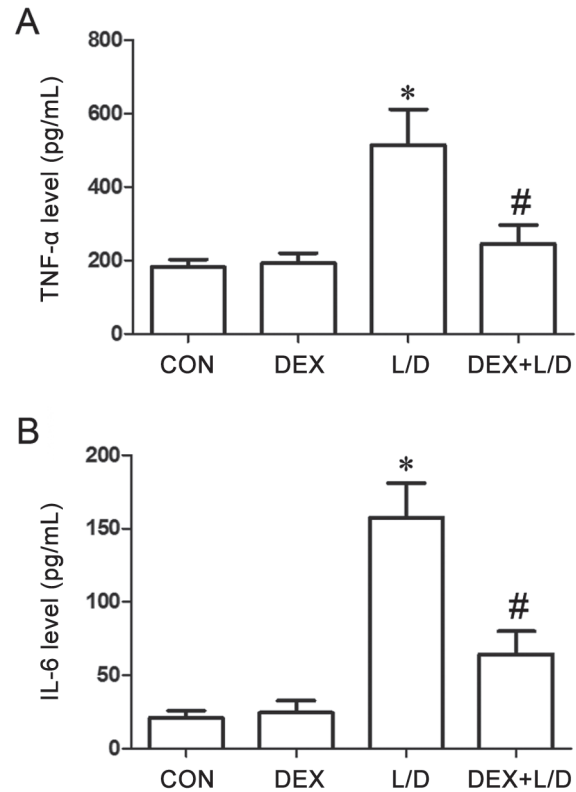 A
TNF-α level (pg/mL)
800
600
400
200
0
*
#
CON DEX L/D DEX+L/D
B
IL-6 level (pg/mL)
200
150
100
50
0
*
#
CON DEX L/D DEX+L/D